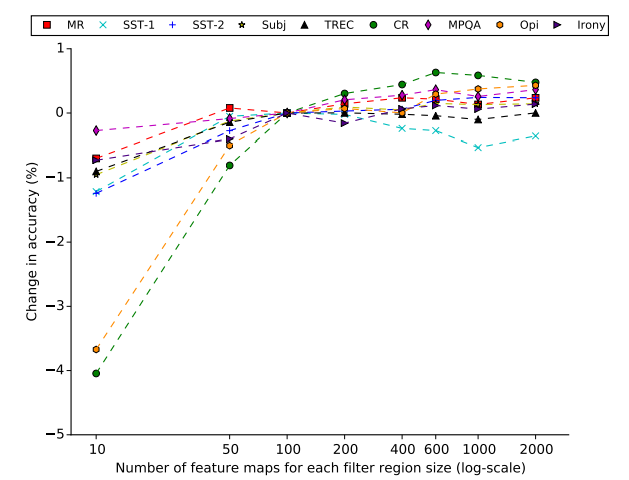 MR SST-1 SST-2 Subj TREC CR MPQA Opi Irony
1
0
−1
−2
−3
−4
−5
Change in accuracy (%)
10 50 100 200 400 600 1000 2000
Number of feature maps for each filter region size (log-scale)